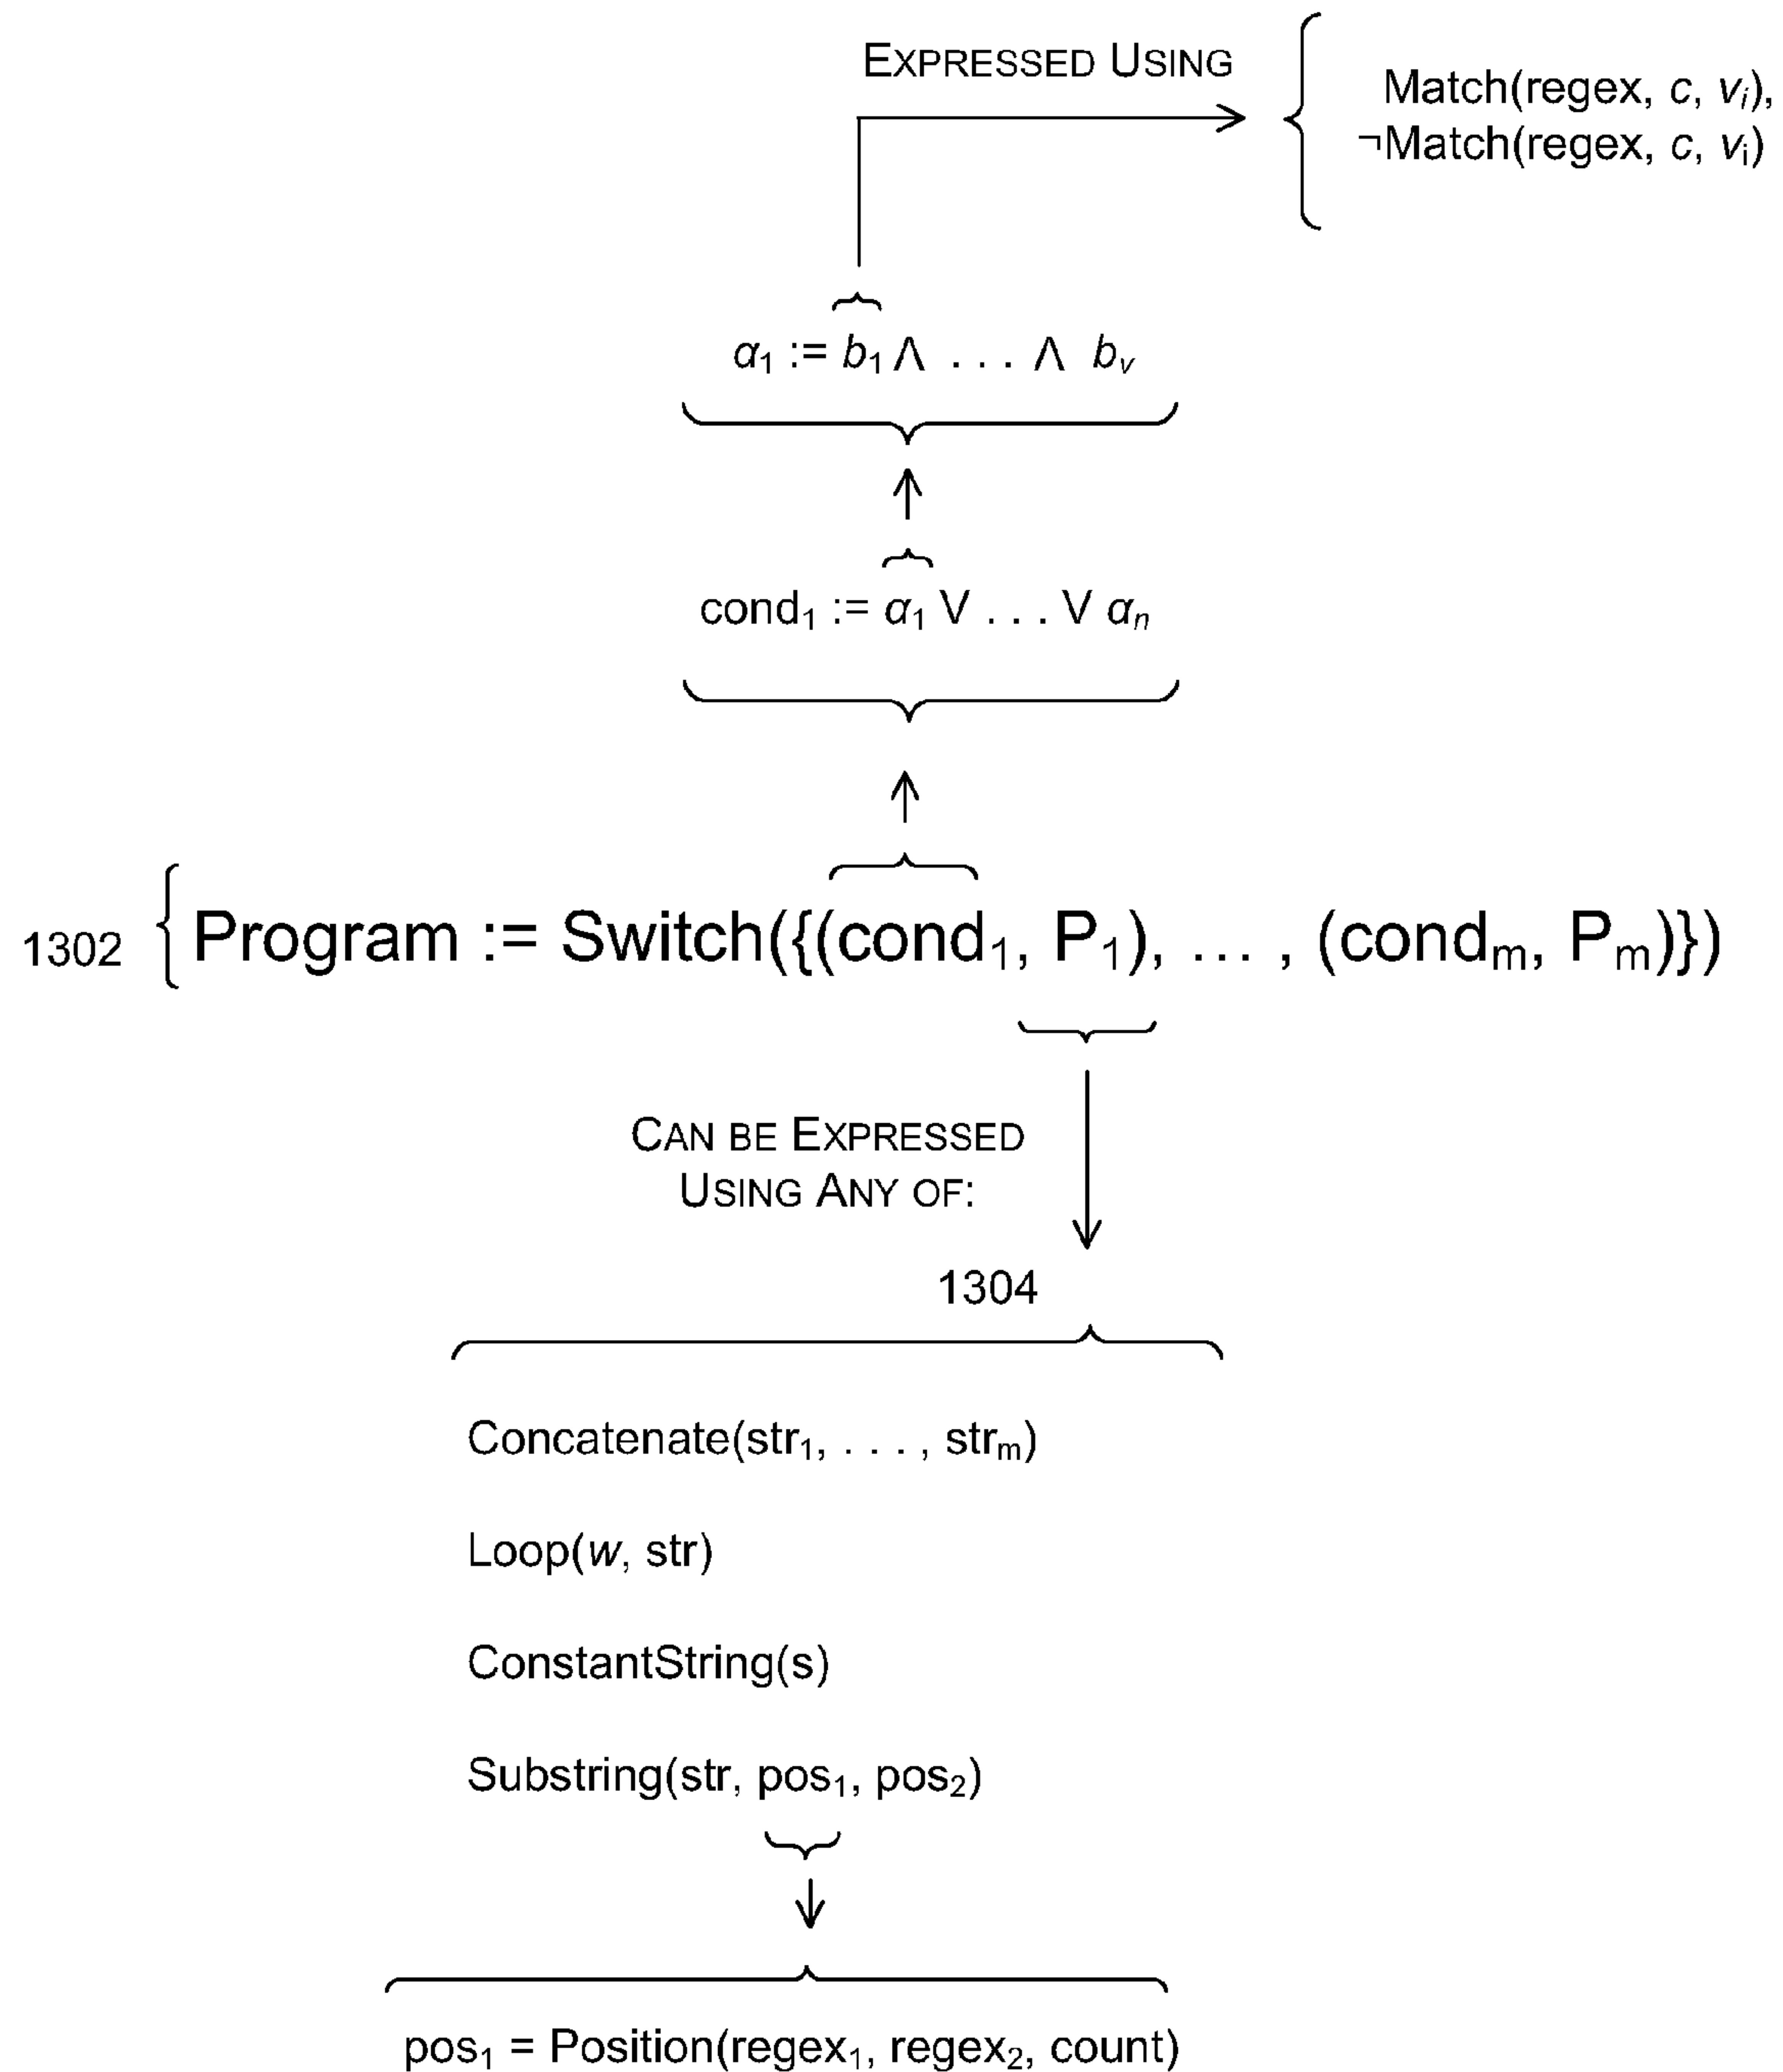 EXPRESSED USING
Match(regex, c, vᵢ),
¬Match(regex, c, vᵢ)
α₁ := b₁ ∧ . . . ∧ bᵥ
cond₁ := α₁ ∨ . . . ∨ αₙ
1302 { Program := Switch({(cond₁, P₁), … , (condₘ, Pₘ)})
CAN BE EXPRESSED
USING ANY OF:
1304
Concatenate(str₁, . . . , strₘ)
Loop(w, str)
ConstantString(s)
Substring(str, pos₁, pos₂)
pos₁ = Position(regex₁, regex₂, count)